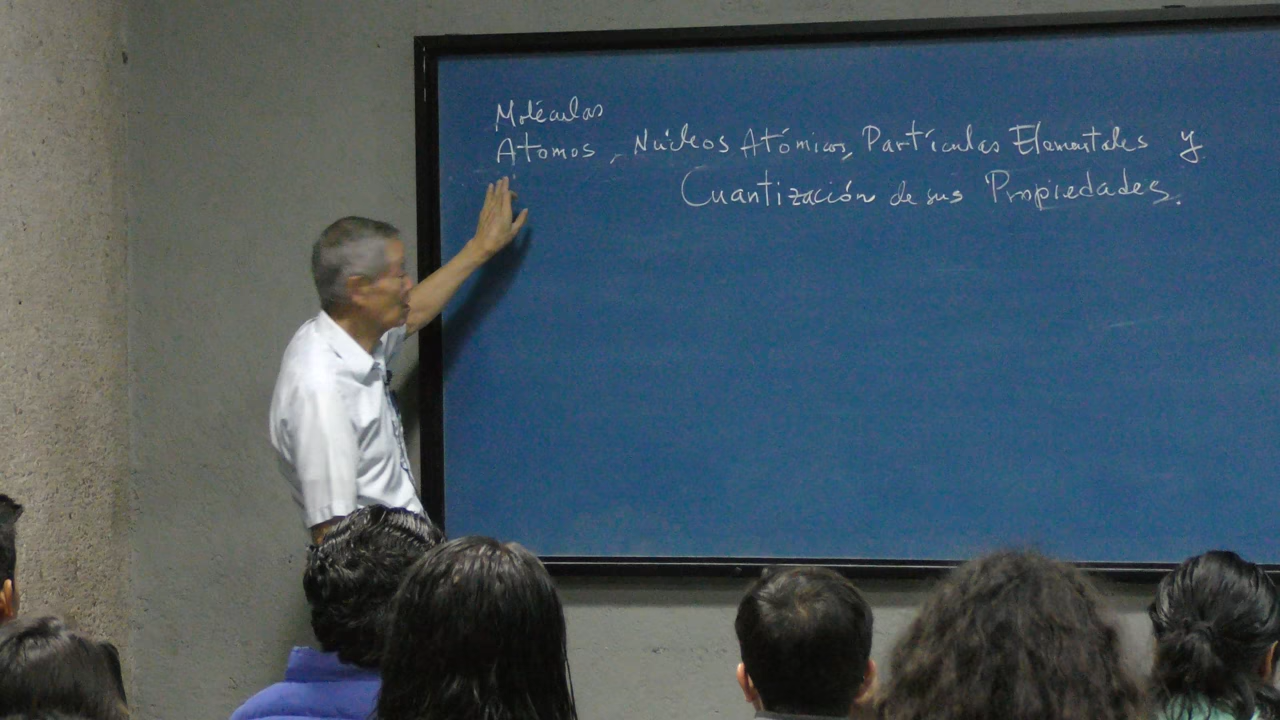 Moléculas
Atomos, Núcleos Atómicos, Partículas Elementales y
Cuantización de sus Propiedades.